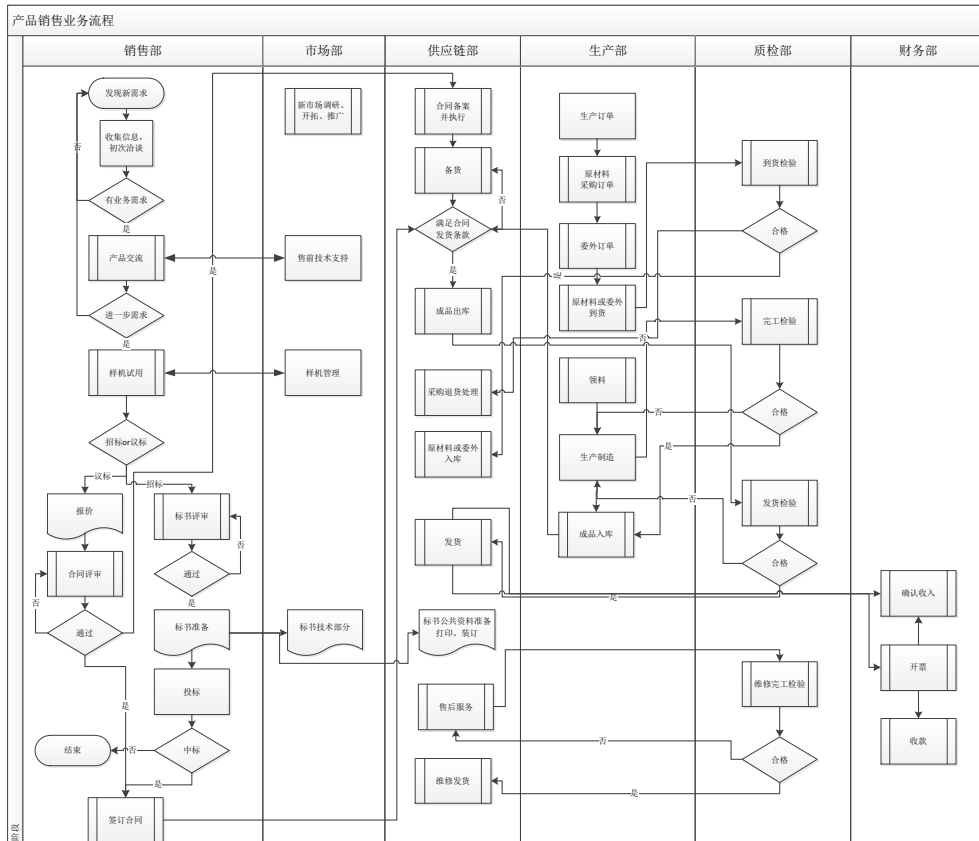 产品销售业务流程
销售部
市场部
供应链部
生产部
质检部
财务部
发现新需求
收集信息，
初次洽谈
否
有业务需求
是
产品交流
进一步需求
是
样机试用
招标or议标
议标
招标
报价
标书评审
否
合同评审
通过
否
是
通过
标书准备
投标
是
结束
否
中标
是
签订合同
阶段
是
新市场调研、
开拓、推广
售前技术支持
样机管理
标书技术部分
合同备案
并执行
备货
否
满足合同
发货条款
是
成品出库
采购退货处理
原材料或委外
入库
发货
标书公共资料准备
打印、装订
售后服务
维修发货
生产订单
原材料
采购订单
委外订单
是
原材料或委外
到货
否
领料
否
生产制造
是
否
成品入库
是
否
是
到货检验
合格
完工检验
合格
发货检验
合格
维修完工检验
合格
确认收入
开票
收款